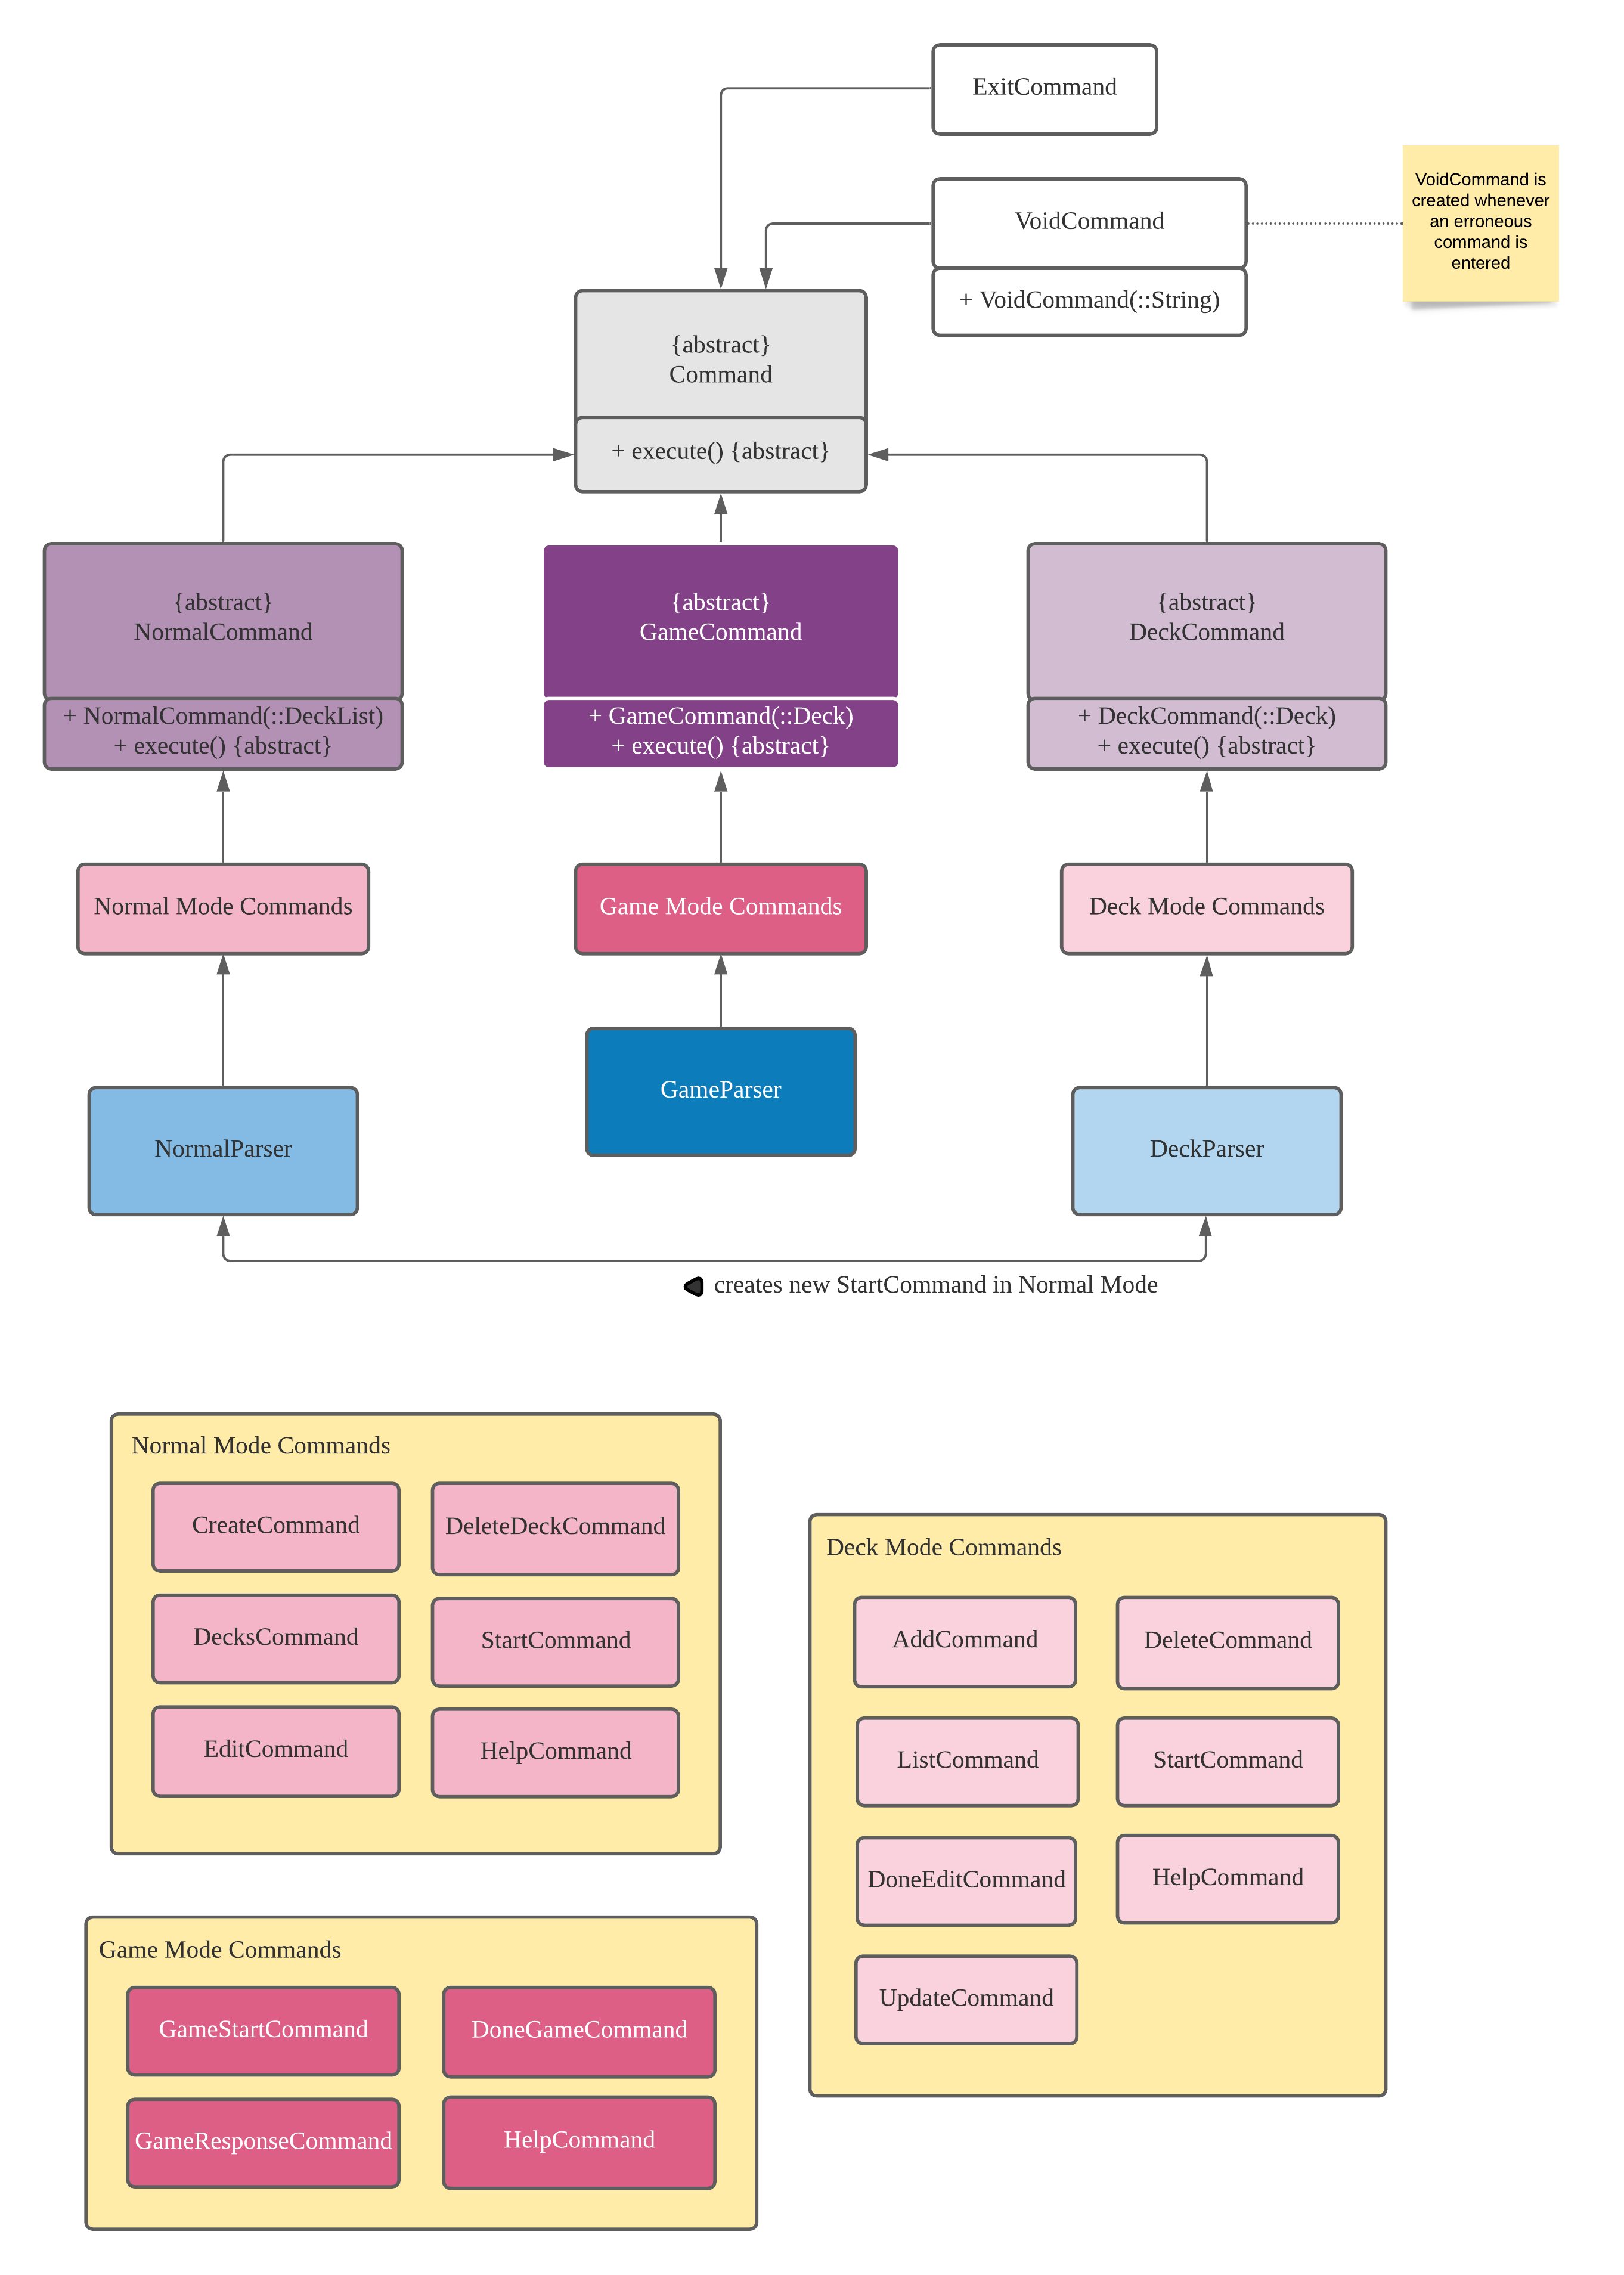 ExitCommand
VoidCommand
+ VoidCommand(::String)
VoidCommand is
created whenever
an erroneous
command is
entered
{abstract}
Command
+ execute() {abstract}
{abstract}
NormalCommand
+ NormalCommand(::DeckList)
+ execute() {abstract}
{abstract}
GameCommand
+ GameCommand(::Deck)
+ execute() {abstract}
{abstract}
DeckCommand
+ DeckCommand(::Deck)
+ execute() {abstract}
Normal Mode Commands
Game Mode Commands
Deck Mode Commands
NormalParser
GameParser
DeckParser
creates new StartCommand in Normal Mode
Normal Mode Commands
CreateCommand
DeleteDeckCommand
DecksCommand
StartCommand
EditCommand
HelpCommand
Deck Mode Commands
AddCommand
DeleteCommand
ListCommand
StartCommand
DoneEditCommand
HelpCommand
UpdateCommand
Game Mode Commands
GameStartCommand
DoneGameCommand
GameResponseCommand
HelpCommand